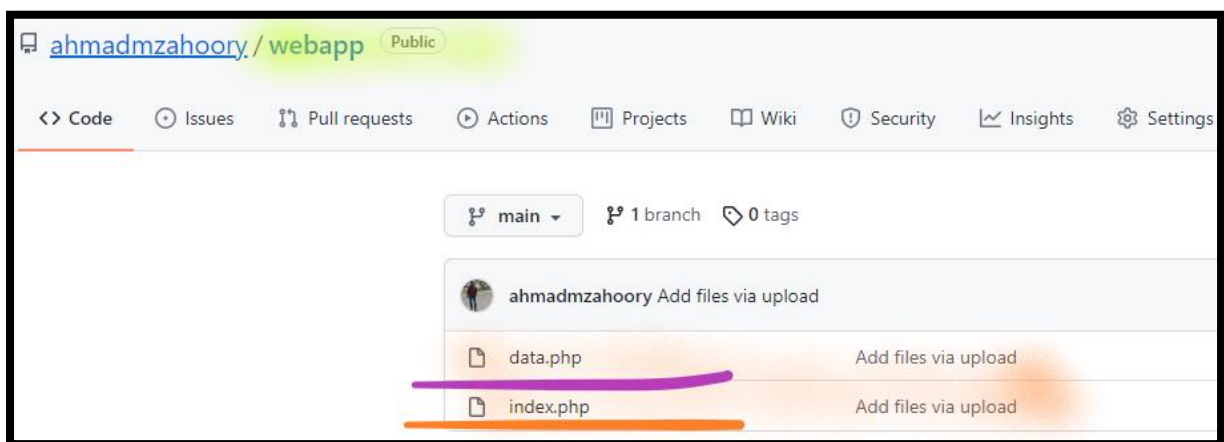 ahmadmzahoory / webapp Public
<> Code Issues Pull requests Actions Projects Wiki Security Insights Settings
main 1 branch 0 tags
ahmadmzahoory Add files via upload
data.php Add files via upload
index.php Add files via upload